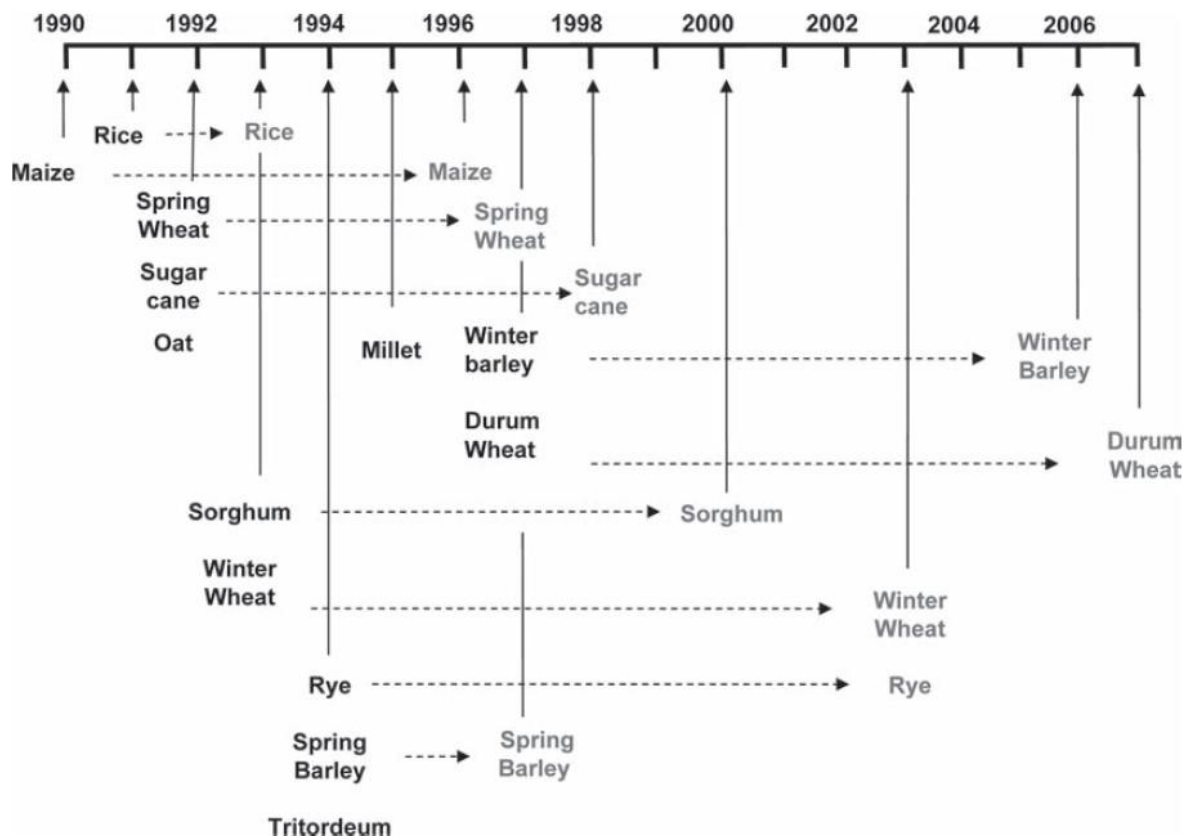 1990 1992 1994 1996 1998 2000 2002 2004 2006
Rice Rice
Maize Maize
Spring
Wheat
Spring
Wheat
Sugar
cane
Sugar
cane
Oat
Millet
Winter
barley
Winter
Barley
Durum
Wheat
Durum
Wheat
Sorghum Sorghum
Winter
Wheat
Winter
Wheat
Rye Rye
Spring
Barley
Spring
Barley
Tritordeum